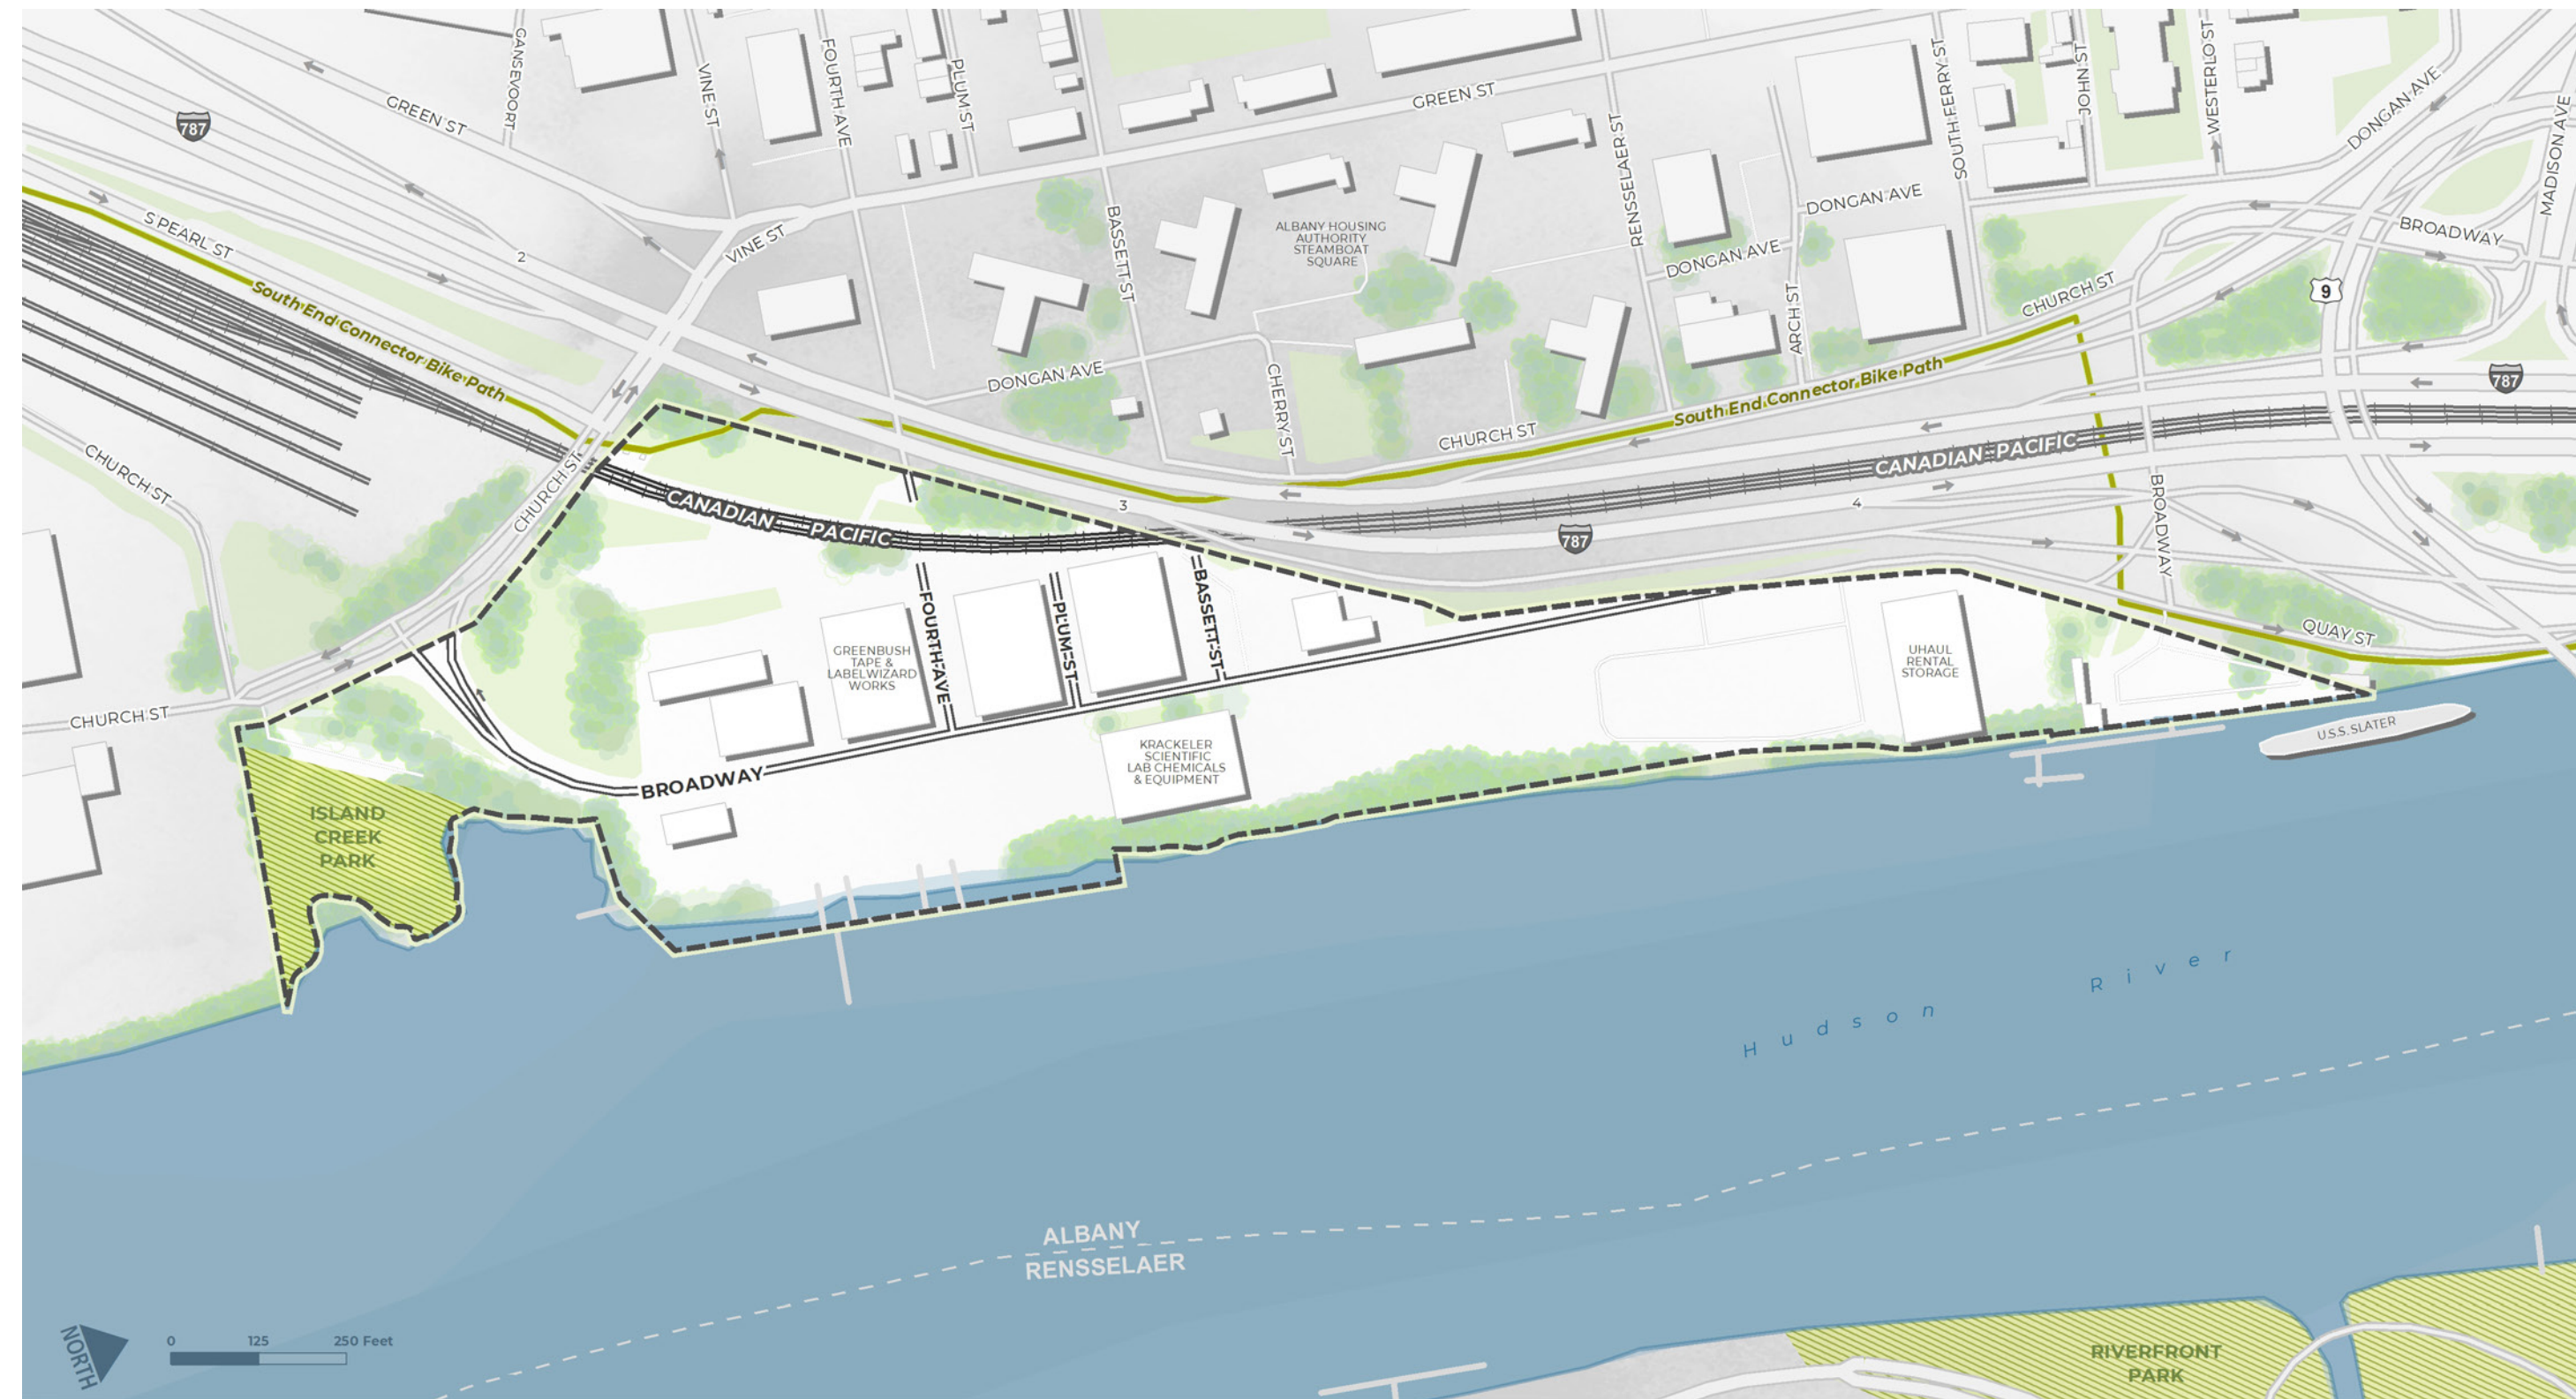 GANSEVOORT
VINE ST
FOURTH AVE
PLUM ST
GREEN ST
787
GREEN ST
SOUTH FERRY ST
JOHN ST
WESTERLO ST
DONGAN AVE
MADISON AVE
RENSSELAER ST
S PEARL ST
2
VINE ST
BASSETT ST
ALBANY HOUSING
AUTHORITY
STEAMBOAT
SQUARE
DONGAN AVE
DONGAN AVE
BROADWAY
9
CHURCH ST
ARCH ST
South End Connector Bike Path
DONGAN AVE
CHERRY ST
South End Connector Bike Path
787
CHURCH ST
CANADIAN PACIFIC
CHURCH ST
CHURCH ST
CANADIAN PACIFIC
3
4
787
BROADWAY
FOURTH AVE
PLUM ST
BASSETT ST
GREENBUSH
TAPE &
LABELWIZARD
WORKS
UHAUL
RENTAL
STORAGE
QUAY ST
CHURCH ST
U.S.S. SLATER
BROADWAY
KRACKELER
SCIENTIFIC
LAB CHEMICALS
& EQUIPMENT
ISLAND
CREEK
PARK
Hudson River
ALBANY
RENSSELAER
NORTH
0 125 250 Feet
RIVERFRONT
PARK